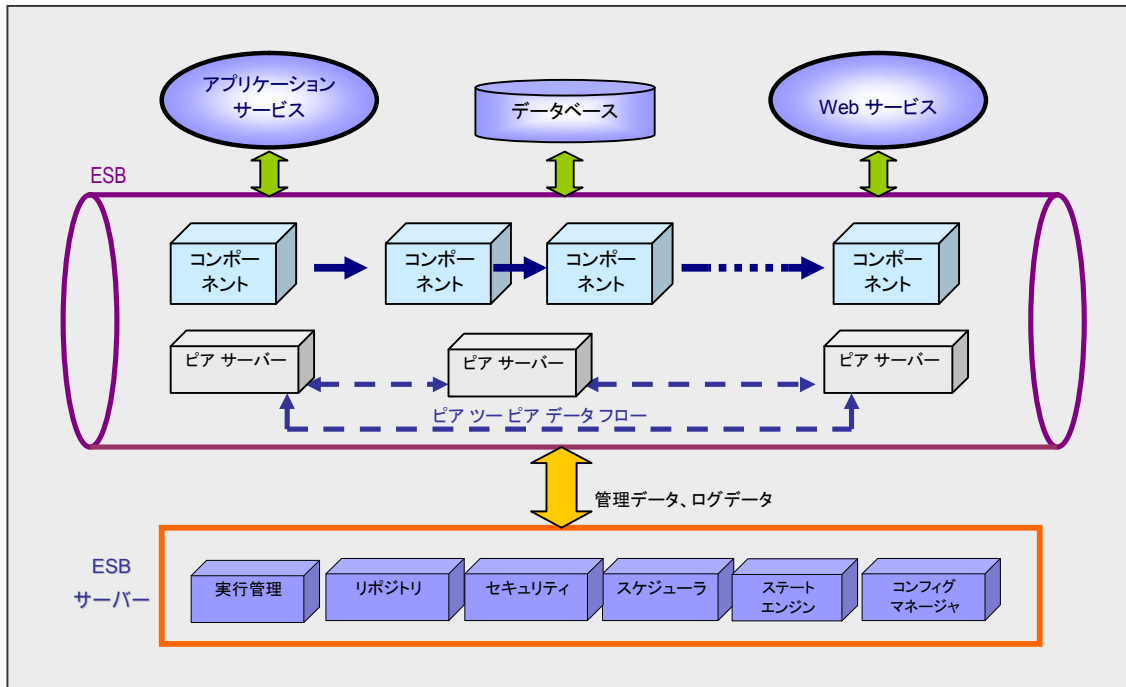 アプリケーション
サービス
データベース
Web サービス
ESB
コンポー
ネント
コンポー
ネント
コンポー
ネント
コンポー
ネント
ピア サーバー
ピア サーバー
ピア サーバー
ピア ツー ピア データ フロー
管理データ、ログデータ
ESB
サーバー
実行管理
リポジトリ
セキュリティ
スケジューラ
ステート
エンジン
コンフィグ
マネージャ